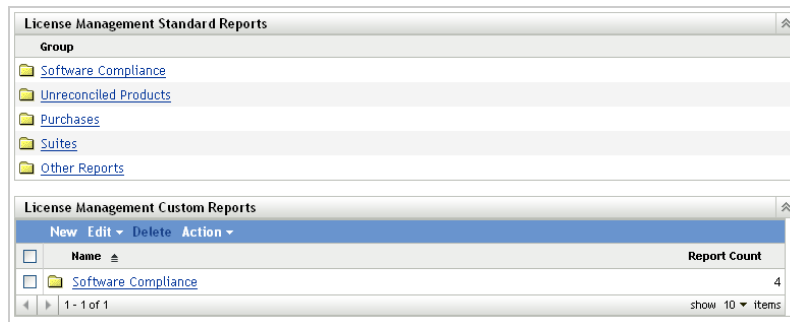 License Management Standard Reports
Group
Software Compliance
Unreconciled Products
Purchases
Suites
Other Reports
License Management Custom Reports
New Edit Delete Action
Name Report Count
Software Compliance 4
1 - 1 of 1 show 10 items